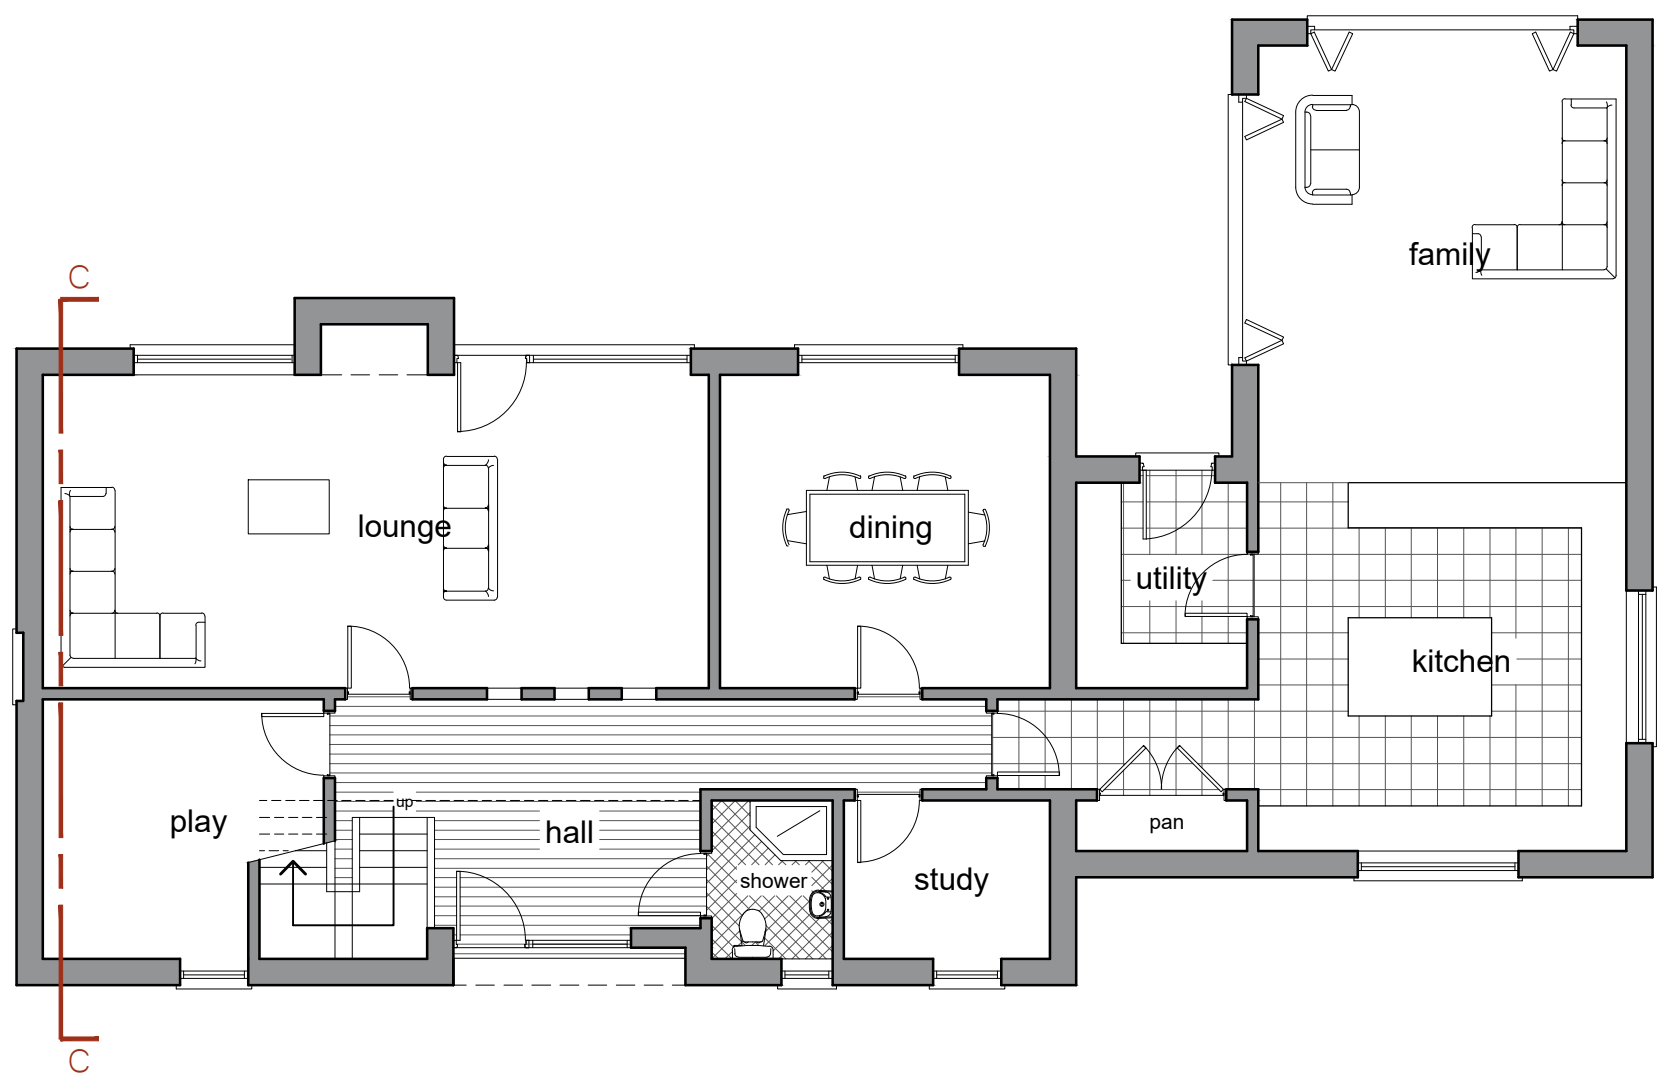 C
family
lounge
dining
utility
kitchen
up
play
hall
pan
shower
study
C